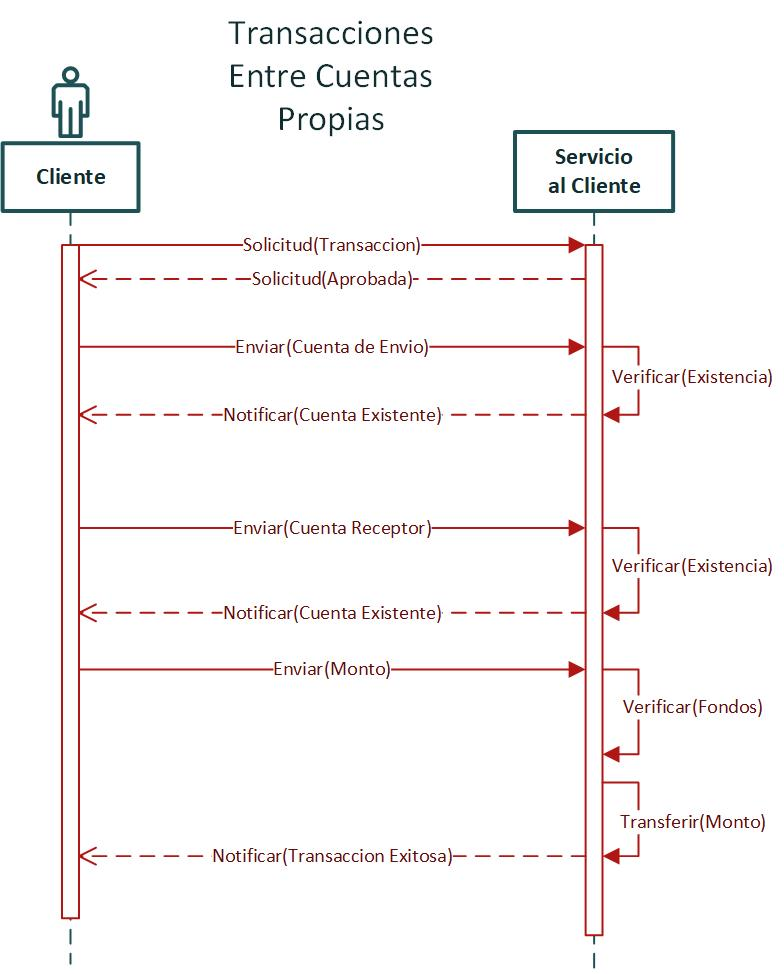 Transacciones
Entre Cuentas
Propias
Cliente
Servicio
al Cliente
Solicitud(Transaccion)
Solicitud(Aprobada)
Enviar(Cuenta de Envio)
Verificar(Existencia)
Notificar(Cuenta Existente)
Enviar(Cuenta Receptor)
Verificar(Existencia)
Notificar(Cuenta Existente)
Enviar(Monto)
Verificar(Fondos)
Transferir(Monto)
Notificar(Transaccion Exitosa)